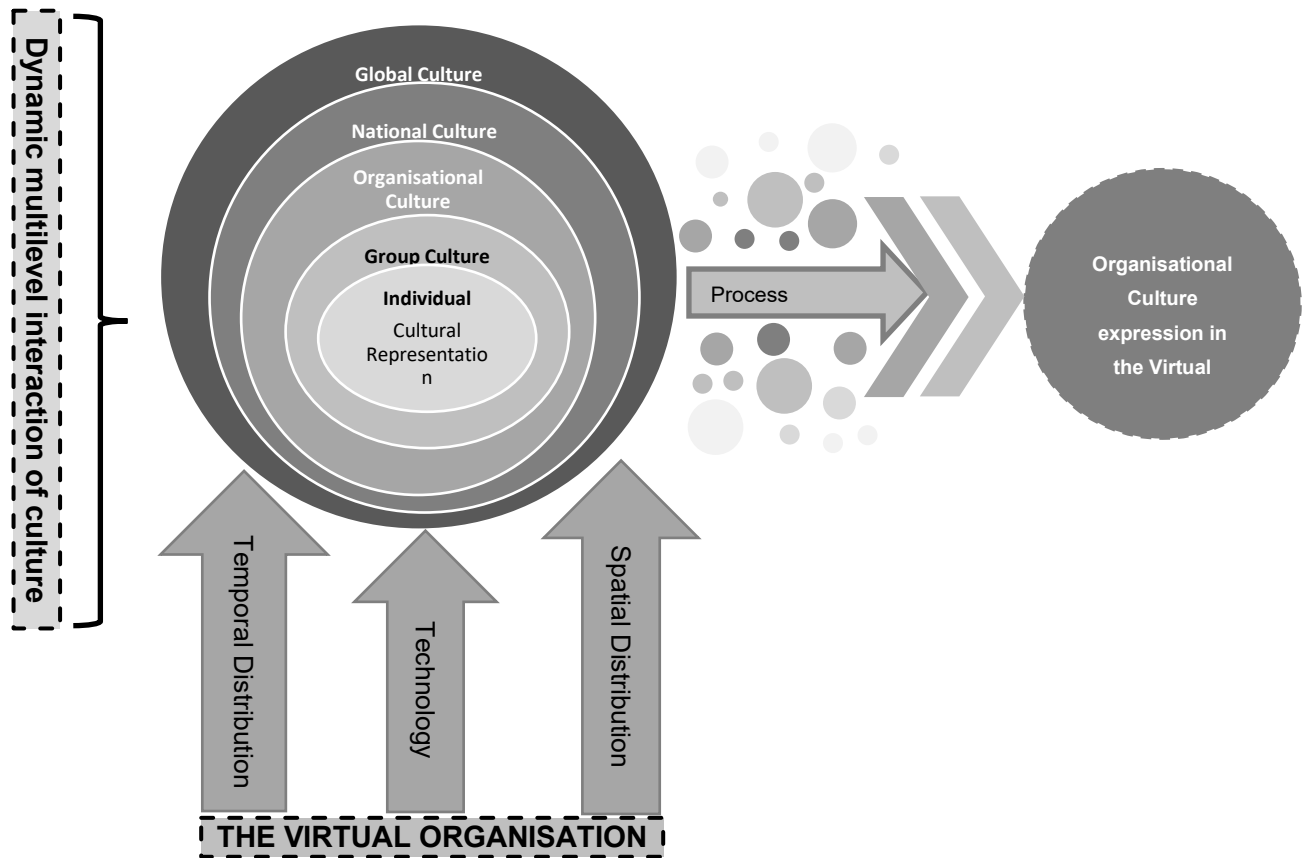 Dynamic multilevel interaction of culture
Global Culture
National Culture
Organisational
Culture
Group Culture
Individual
Cultural
Representatio
n
Process
Organisational
Culture
expression in
the Virtual
Temporal Distribution
Technology
Spatial Distribution
THE VIRTUAL ORGANISATION